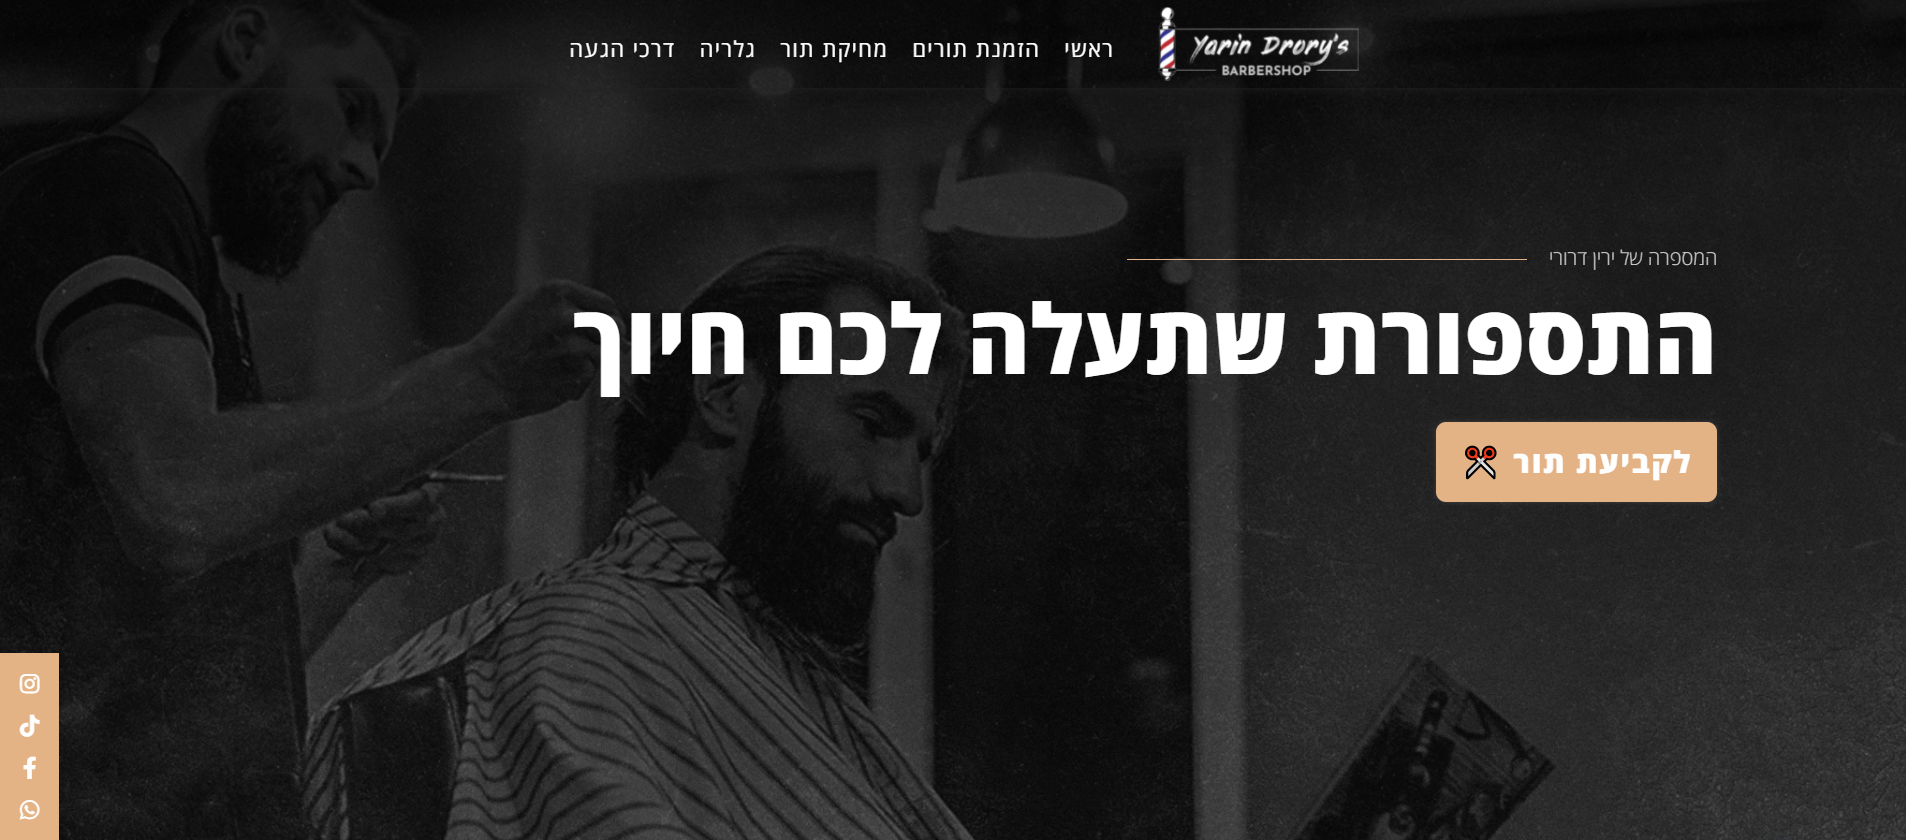 Yarin Drory's
BARBERSHOP
ראשי הזמנת תורים מחיקת תור גלריה דרכי הגעה
המספרה של ירין דרורי
התספורת שתעלה לכם חיוך
לקביעת תור